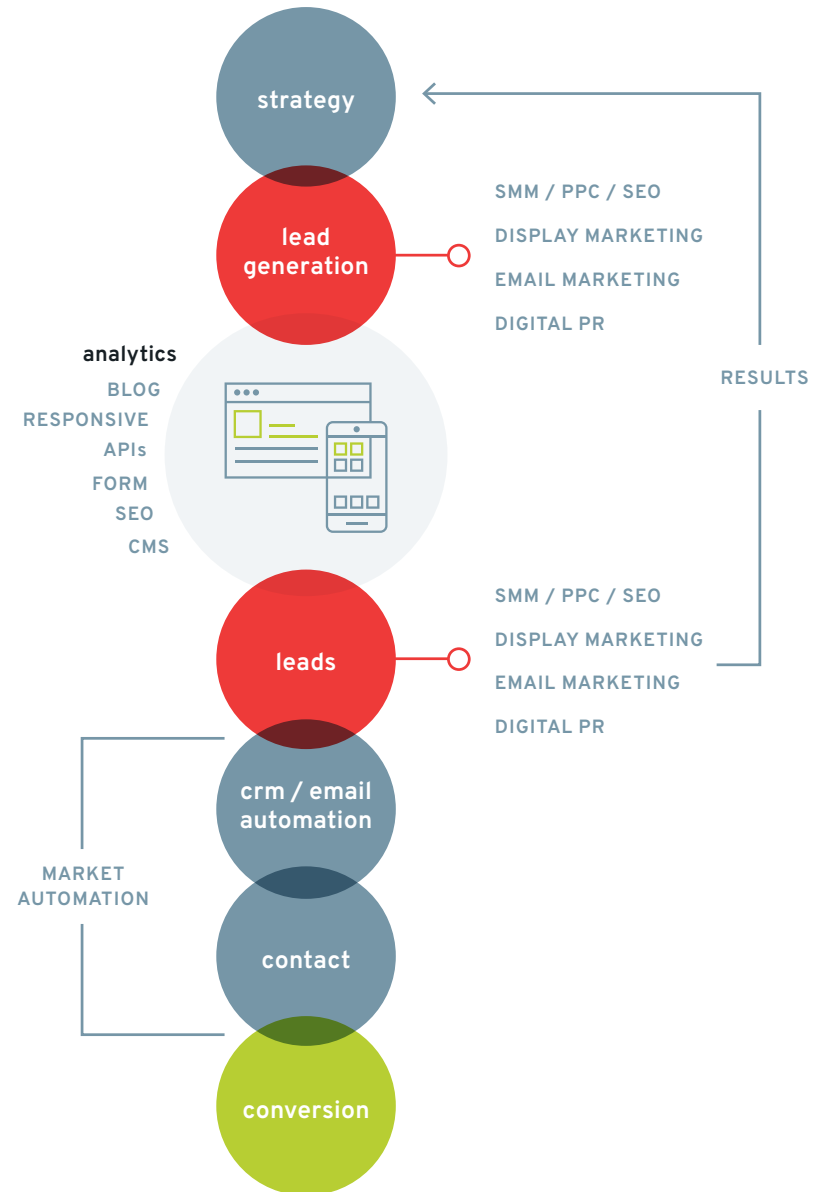 strategy
lead
generation
SMM / PPC / SEO
DISPLAY MARKETING
EMAIL MARKETING
DIGITAL PR
RESULTS
analytics
BLOG
RESPONSIVE
APIs
FORM
SEO
CMS
leads
SMM / PPC / SEO
DISPLAY MARKETING
EMAIL MARKETING
DIGITAL PR
crm / email
automation
MARKET
AUTOMATION
contact
conversion